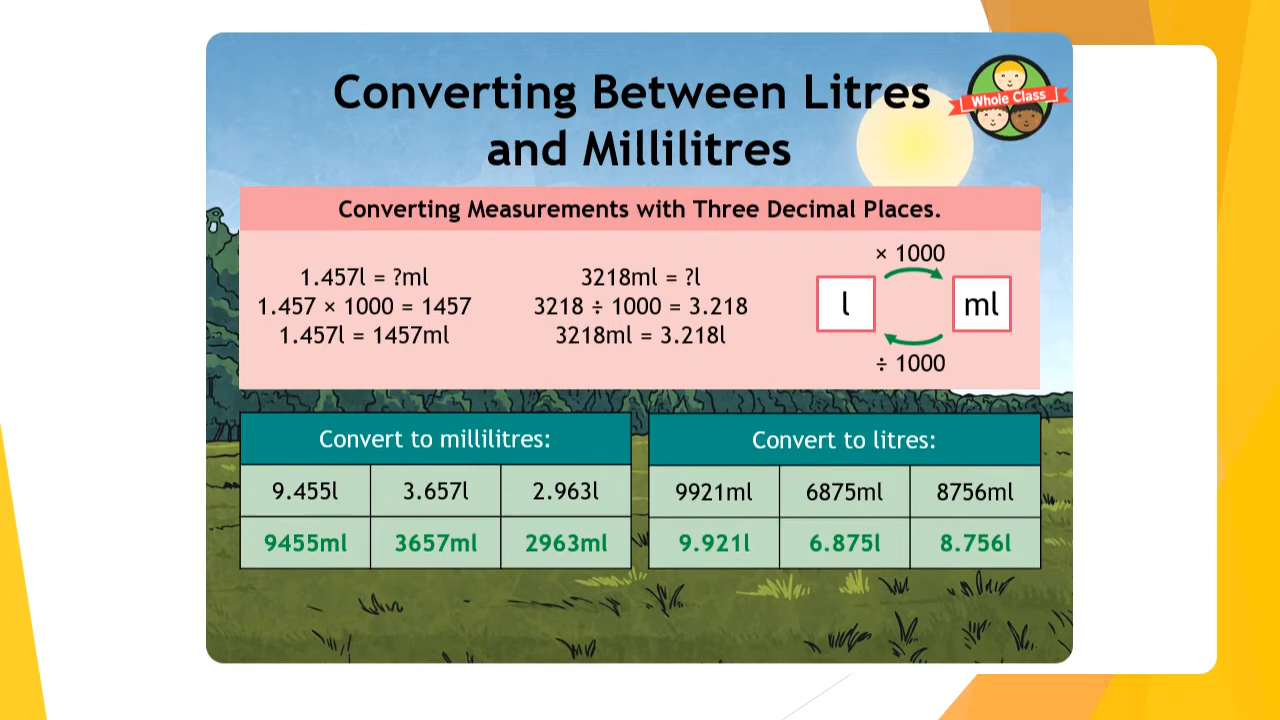 Converting Between Litres
and Millilitres
Whole Class
Converting Measurements with Three Decimal Places.
1.457l = ?ml
1.457 × 1000 = 1457
1.457l = 1457ml
3218ml = ?l
3218 ÷ 1000 = 3.218
3218ml = 3.218l
× 1000
l ml
÷ 1000
Convert to millilitres:
9.455l 3.657l 2.963l
9455ml 3657ml 2963ml
Convert to litres:
9921ml 6875ml 8756ml
9.921l 6.875l 8.756l